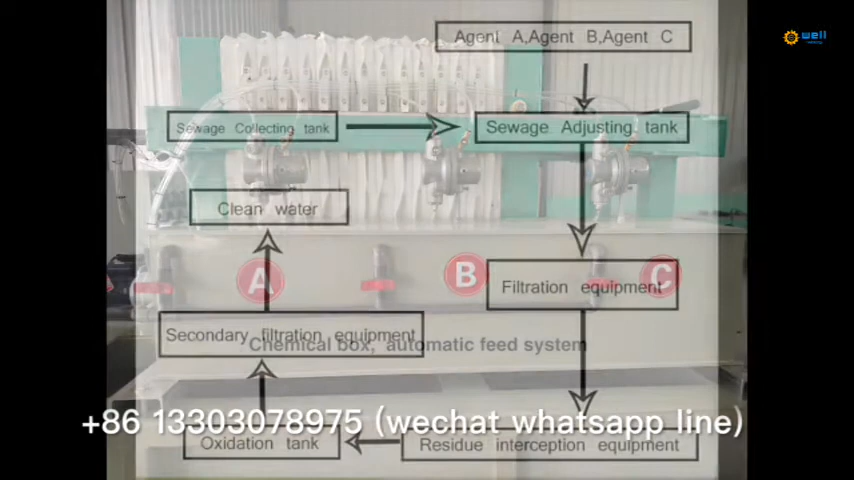 well
Agent A,Agent B,Agent C
Sewage Collecting tank
Sewage Adjusting tank
Clean water
A
B
C
Filtration equipment
Secondary filtration equipment
Chemical box, automatic feed system
+86 13303078975 (wechat whatsapp line)
Oxidation tank
Residue interception equipment